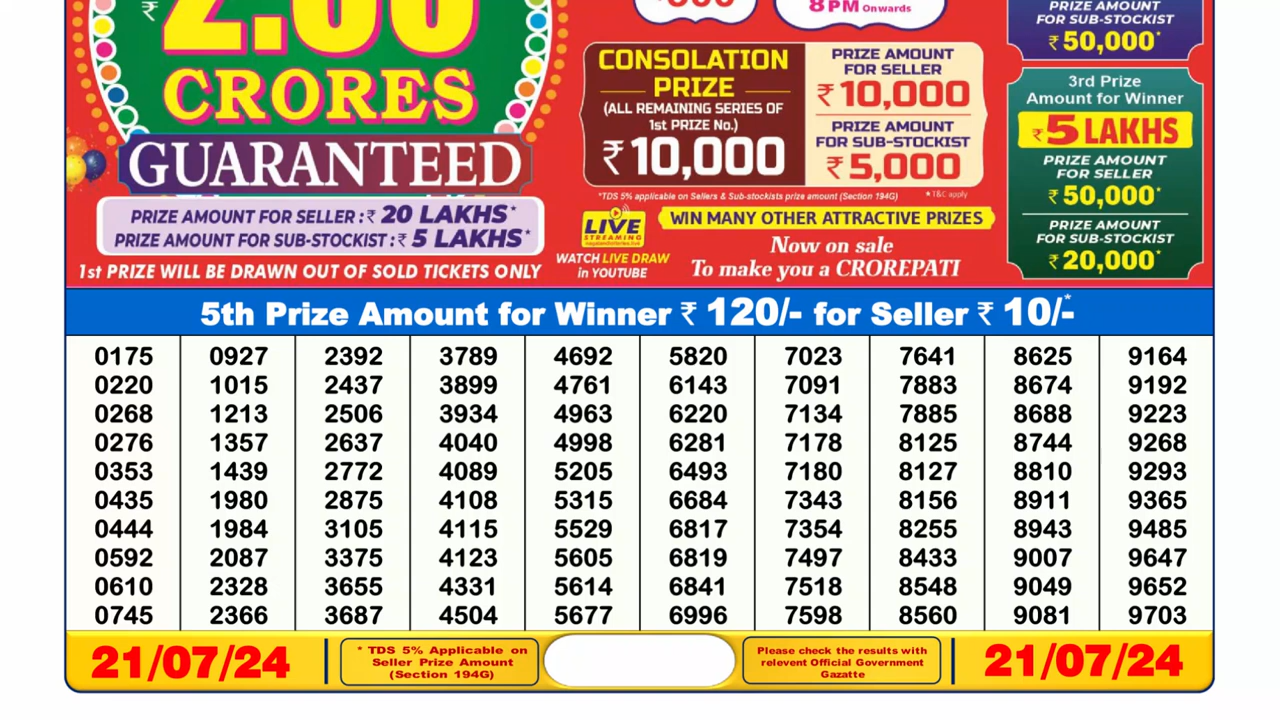 ₹ 2.00
CRORES
GUARANTEED
PRIZE AMOUNT FOR SELLER : ₹ 20 LAKHS*
PRIZE AMOUNT FOR SUB-STOCKIST : ₹ 5 LAKHS*
1st PRIZE WILL BE DRAWN OUT OF SOLD TICKETS ONLY
8PM Onwards
CONSOLATION
PRIZE
(ALL REMAINING SERIES OF
1st PRIZE No.)
₹ 10,000
PRIZE AMOUNT
FOR SELLER
₹ 10,000
PRIZE AMOUNT
FOR SUB-STOCKIST
₹ 5,000
*TDS 5% applicable on Sellers & Sub-stockists prize amount (Section 194G)
*T&C apply
LIVE
STREAMING
WATCH LIVE DRAW
in YOUTUBE
WIN MANY OTHER ATTRACTIVE PRIZES
Now on sale
To make you a CROREPATI
PRIZE AMOUNT
FOR SUB-STOCKIST
₹ 50,000*
3rd Prize
Amount for Winner
₹ 5 LAKHS
PRIZE AMOUNT
FOR SELLER
₹ 50,000*
PRIZE AMOUNT
FOR SUB-STOCKIST
₹ 20,000*
5th Prize Amount for Winner ₹ 120/- for Seller ₹ 10/-*
0175 0927 2392 3789 4692 5820 7023 7641 8625 9164
0220 1015 2437 3899 4761 6143 7091 7883 8674 9192
0268 1213 2506 3934 4963 6220 7134 7885 8688 9223
0276 1357 2637 4040 4998 6281 7178 8125 8744 9268
0353 1439 2772 4089 5205 6493 7180 8127 8810 9293
0435 1980 2875 4108 5315 6684 7343 8156 8911 9365
0444 1984 3105 4115 5529 6817 7354 8255 8943 9485
0592 2087 3375 4123 5605 6819 7497 8433 9007 9647
0610 2328 3655 4331 5614 6841 7518 8548 9049 9652
0745 2366 3687 4504 5677 6996 7598 8560 9081 9703
21/07/24
* TDS 5% Applicable on
Seller Prize Amount
(Section 194G)
Please check the results with
relevent Official Government
Gazatte
21/07/24